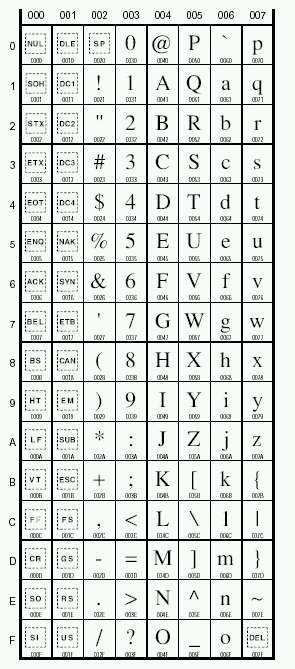 000 001 002 003 004 005 006 007
0 NUL DLE SP 0 @ P ` p
0000 0010 0020 0030 0040 0050 0060 0070
1 SOH DC1 ! 1 A Q a q
0001 0011 0021 0031 0041 0051 0061 0071
2 STX DC2 " 2 B R b r
0002 0012 0022 0032 0042 0052 0062 0072
3 ETX DC3 # 3 C S c s
0003 0013 0023 0033 0043 0053 0063 0073
4 EOT DC4 $ 4 D T d t
0004 0014 0024 0034 0044 0054 0064 0074
5 ENQ NAK % 5 E U e u
0005 0015 0025 0035 0045 0055 0065 0075
6 ACK SYN & 6 F V f v
0006 0016 0026 0036 0046 0056 0066 0076
7 BEL ETB ' 7 G W g w
0007 0017 0027 0037 0047 0057 0067 0077
8 BS CAN ( 8 H X h x
0008 0018 0028 0038 0048 0058 0068 0078
9 HT EM ) 9 I Y i y
0009 0019 0029 0039 0049 0059 0069 0079
A LF SUB * : J Z j z
000A 001A 002A 003A 004A 005A 006A 007A
B VT ESC + ; K [ k {
000B 001B 002B 003B 004B 005B 006B 007B
C FF FS , < L \ l |
000C 001C 002C 003C 004C 005C 006C 007C
D CR GS - = M ] m }
000D 001D 002D 003D 004D 005D 006D 007D
E SO RS . > N ^ n ~
000E 001E 002E 003E 004E 005E 006E 007E
F SI US / ? O _ o DEL
000F 001F 002F 003F 004F 005F 006F 007F